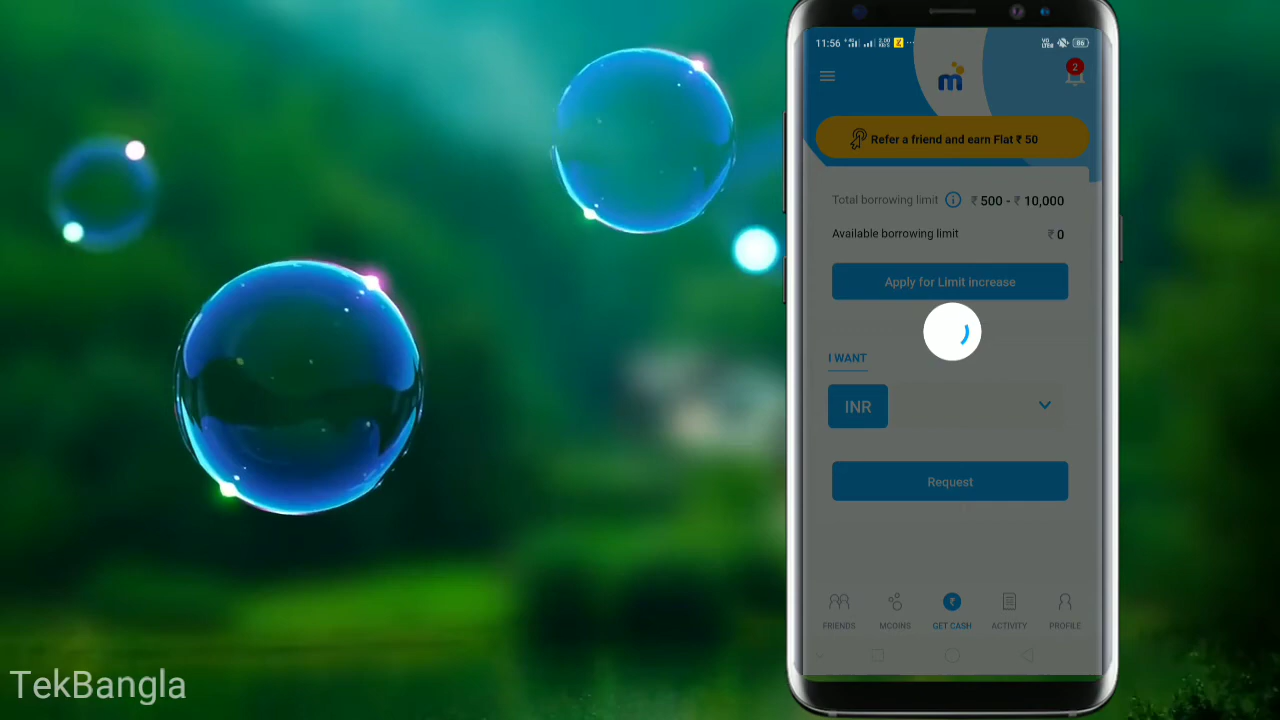 11:56
2
m
Refer a friend and earn Flat ₹ 50
Total borrowing limit i ₹ 500 - ₹ 10,000
Available borrowing limit ₹ 0
Apply for Limit increase
I WANT
INR
Request
₹
FRIENDS MCOINS GET CASH ACTIVITY PROFILE
TekBangla